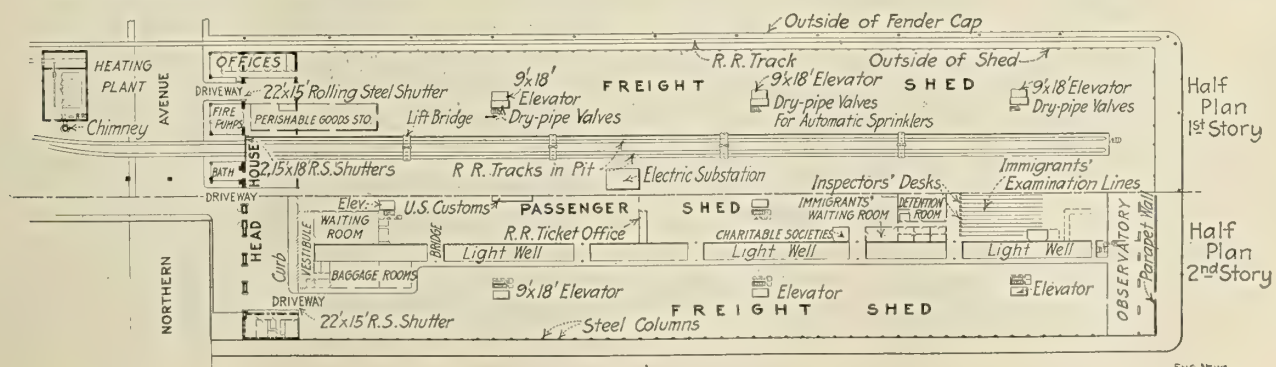 Outside of Fender Cap
R.R. Track
Outside of Shed
HEATING
PLANT
AVENUE
OFFICES
DRIVEWAY
22'x15' Rolling Steel Shutter
FIRE
PUMPS
PERISHABLE GOODS STO.
Lift Bridge
9'x18'
Elevator
Dry-pipe Valves
FREIGHT SHED
9'x18' Elevator
Dry-pipe Valves
For Automatic Sprinklers
9'x18' Elevator
Dry-pipe Valves
Half
Plan
1st Story
Chimney
BATH
2,15'x18' R.S. Shutters
R R. Tracks in Pit
Electric Substation
Inspectors' Desks
Immigrants'
Examination Lines
DRIVEWAY
HEAD HOUSE
Elev.
U.S. Customs
PASSENGER SHED
IMMIGRANTS'
WAITING ROOM
DETENTION
ROOM
WAITING
ROOM
R.R. Ticket Office
CHARITABLE SOCIETIES
VESTIBULE
BRIDGE
Light Well
Light Well
Light Well
Curb
BAGGAGE ROOMS
OBSERVATORY
Parapet Wall
Half
Plan
2nd Story
NORTHERN
DRIVEWAY
9'x18' Elevator
Elevator
Elevator
FREIGHT SHED
22'x15' R.S. Shutter
Steel Columns